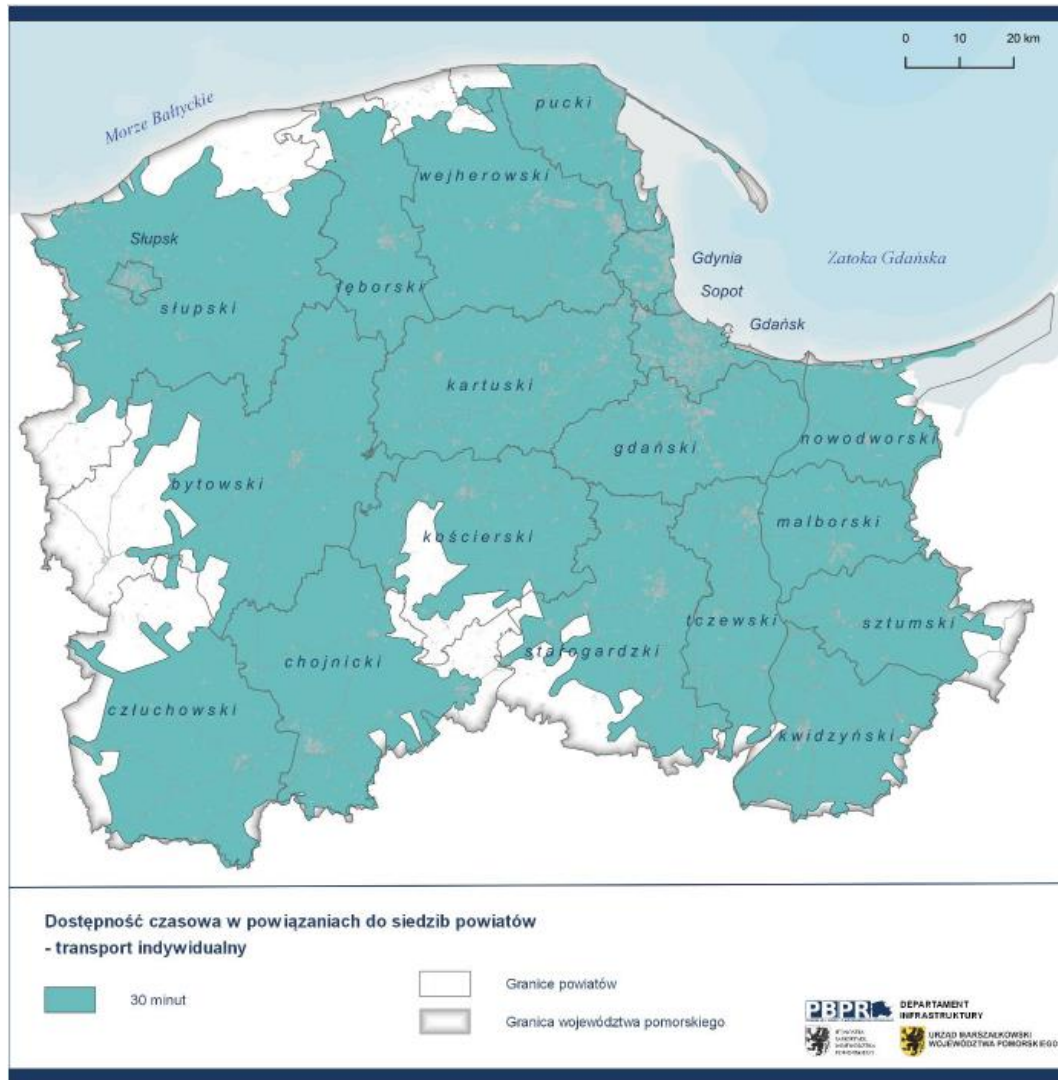 0 10 20 km
Morze Bałtyckie
pucki
wejherowski
Słupsk
Gdynia
Zatoka Gdańska
Sopot
łęborski
słupski
Gdańsk
kartuski
gdański
nowodworski
bytowski
malborski
kościerski
tczewski
sztumski
starogardzki
chojnicki
człuchowski
kwidzyński
Dostępność czasowa w powiązaniach do siedzib powiatów
- transport indywidualny
30 minut
Granice powiatów
Granica województwa pomorskiego
PBPR
DEPARTAMENT
INFRASTRUKTURY
URZĄD MARSZAŁKOWSKI
WOJEWÓDZTWA POMORSKIEGO